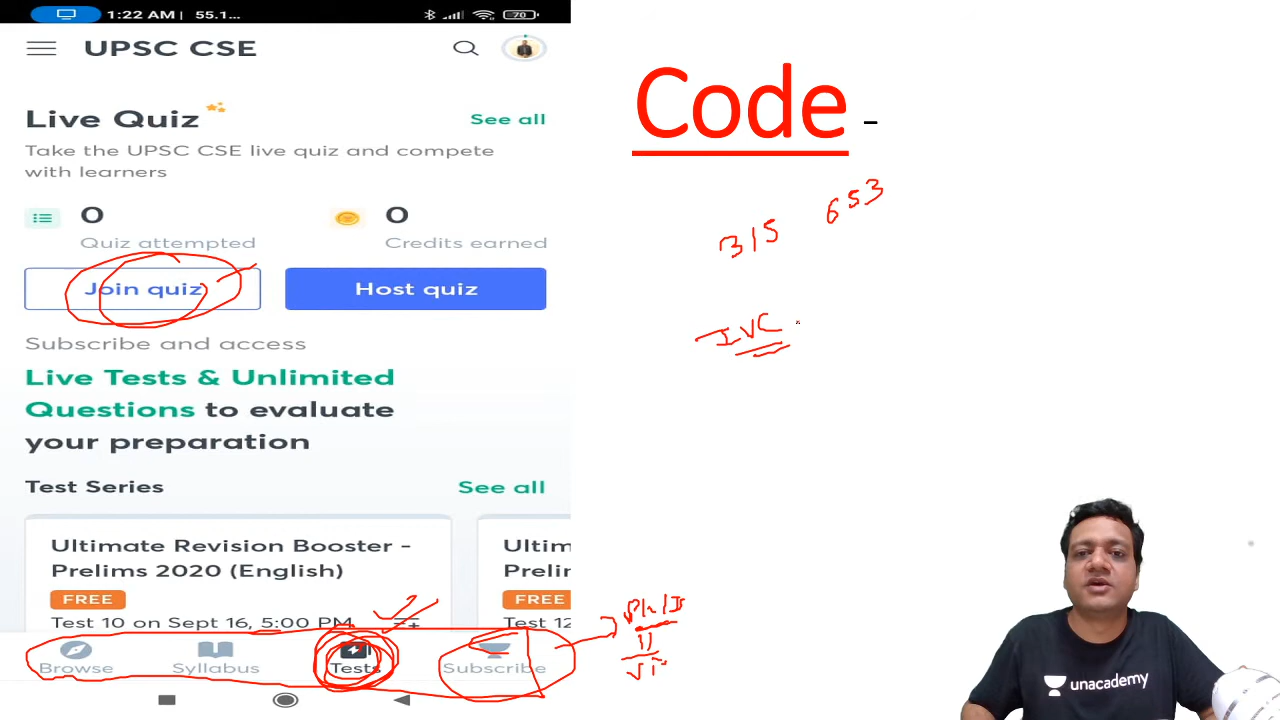 1:22 AM | 55.1...
70
UPSC CSE
Live Quiz
See all
Take the UPSC CSE live quiz and compete
with learners
0
Quiz attempted
0
Credits earned
Join quiz
Host quiz
Subscribe and access
Live Tests & Unlimited
Questions to evaluate
your preparation
Test Series
See all
Ultimate Revision Booster -
Prelims 2020 (English)
FREE
Test 10 on Sept 16, 5:00 PM
Ultim
Prelim
FREE
Test 12
Browse
Syllabus
Tests
Subscribe
Code -
315 653
IVC
unacademy